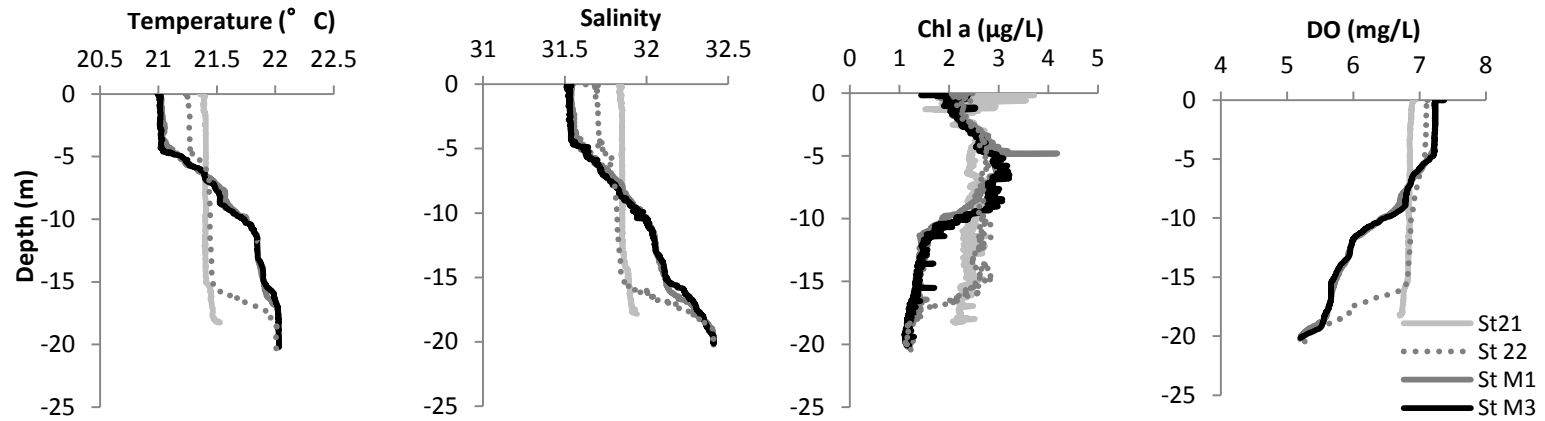 Temperature (° C)
20.5 21 21.5 22 22.5
Salinity
31 31.5 32 32.5
Chl a (µg/L)
0 1 2 3 4 5
DO (mg/L)
4 5 6 7 8
Depth (m)
0
-5
-10
-15
-20
-25
0
-5
-10
-15
-20
-25
0
-5
-10
-15
-20
-25
0
-5
-10
-15
-20
-25
St21
St 22
St M1
St M3